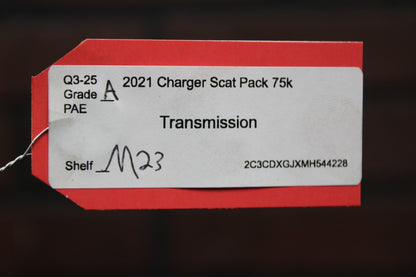 Q3-25 2021 Charger Scat Pack 75k
Grade A
PAE
Transmission
Shelf M23
2C3CDXGJXMH544228